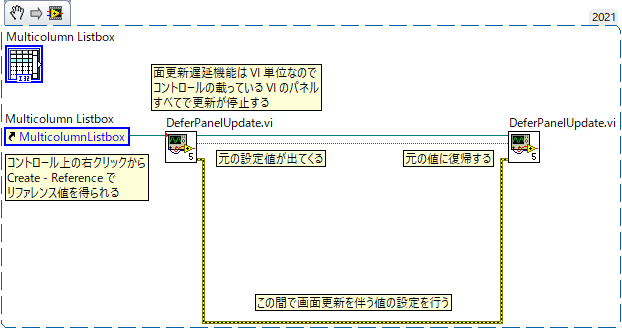 2021
Multicolumn Listbox
面更新遅延機能は VI 単位なので
コントロールの載っている VI のパネル
すべてで更新が停止する
Multicolumn Listbox
MulticolumnListbox
DeferPanelUpdate.vi
DeferPanelUpdate.vi
5
5
元の設定値が出てくる
元の値に復帰する
コントロール上の右クリックから
Create - Reference で
リファレンス値を得られる
この間で画面更新を伴う値の設定を行う